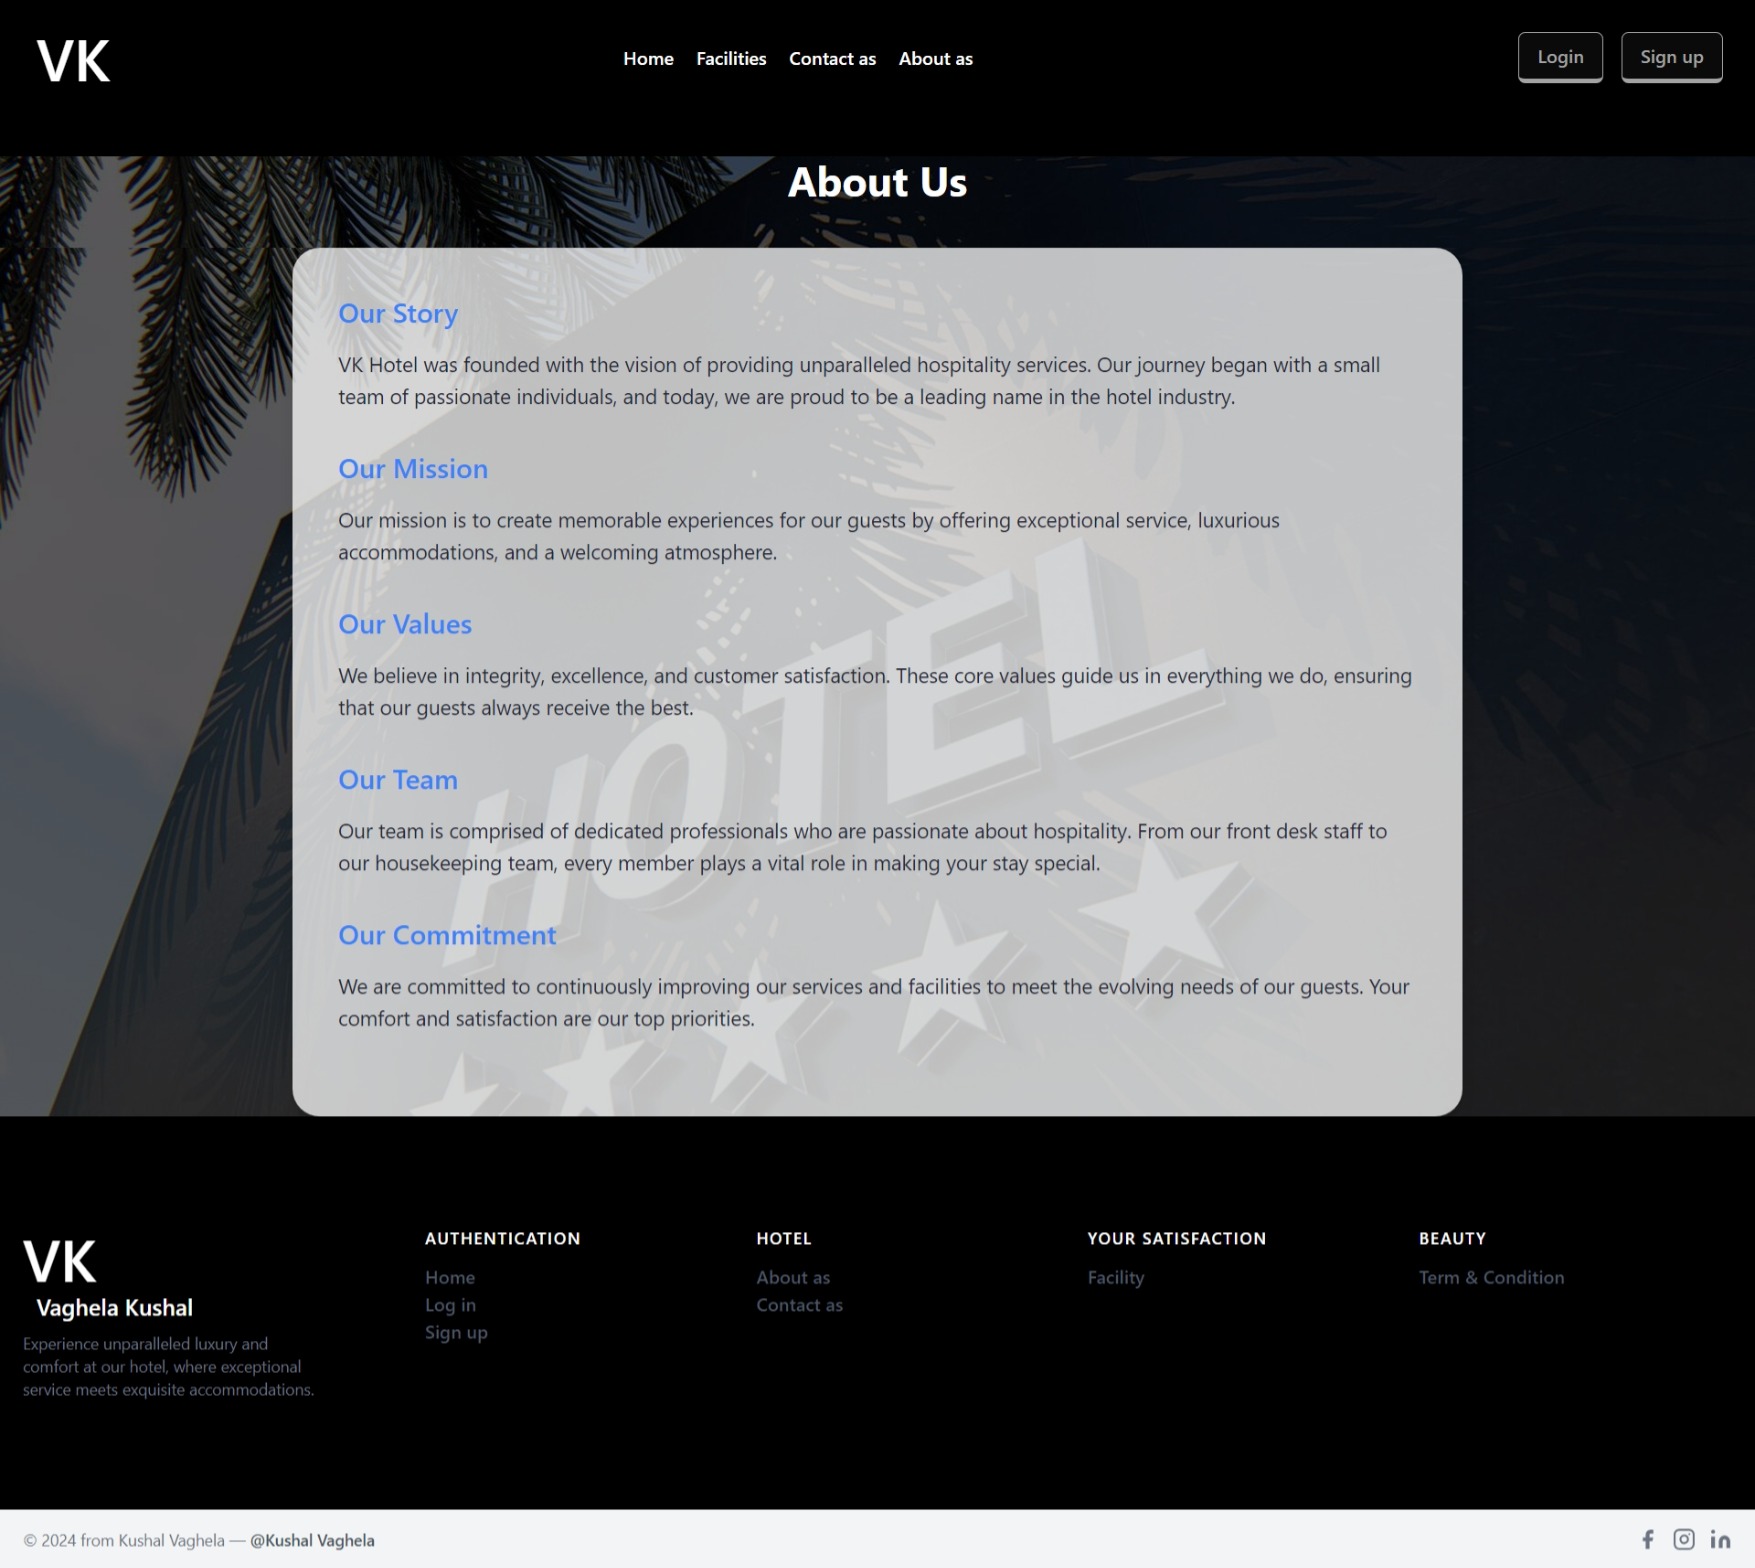 VK
Home Facilities Contact as About as
Login Sign up
About Us
Our Story
VK Hotel was founded with the vision of providing unparalleled hospitality services. Our journey began with a small
team of passionate individuals, and today, we are proud to be a leading name in the hotel industry.
Our Mission
Our mission is to create memorable experiences for our guests by offering exceptional service, luxurious
accommodations, and a welcoming atmosphere.
Our Values
We believe in integrity, excellence, and customer satisfaction. These core values guide us in everything we do, ensuring
that our guests always receive the best.
Our Team
Our team is comprised of dedicated professionals who are passionate about hospitality. From our front desk staff to
our housekeeping team, every member plays a vital role in making your stay special.
Our Commitment
We are committed to continuously improving our services and facilities to meet the evolving needs of our guests. Your
comfort and satisfaction are our top priorities.
HOTEL
VK
Vaghela Kushal
Experience unparalleled luxury and
comfort at our hotel, where exceptional
service meets exquisite accommodations.
AUTHENTICATION
Home
Log in
Sign up
HOTEL
About as
Contact as
YOUR SATISFACTION
Facility
BEAUTY
Term & Condition
© 2024 from Kushal Vaghela — @Kushal Vaghela